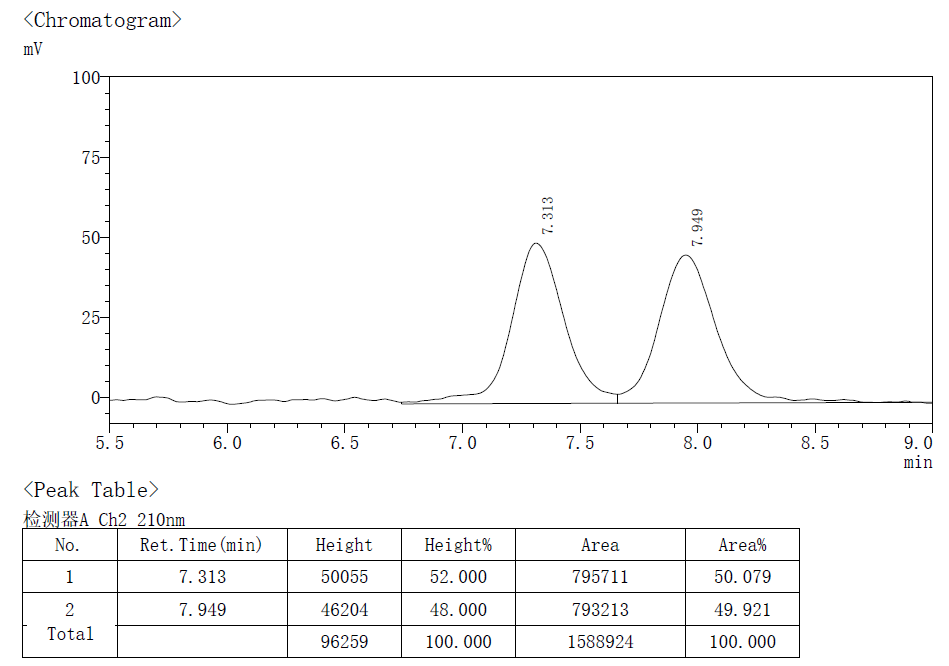 <Chromatogram>
mV
100
75
50
25
0
7.313
7.949
5.5 6.0 6.5 7.0 7.5 8.0 8.5 9.0
min
<Peak Table>
检测器A Ch2 210nm
No. Ret.Time(min) Height Height% Area Area%
1 7.313 50055 52.000 795711 50.079
2 7.949 46204 48.000 793213 49.921
Total 96259 100.000 1588924 100.000